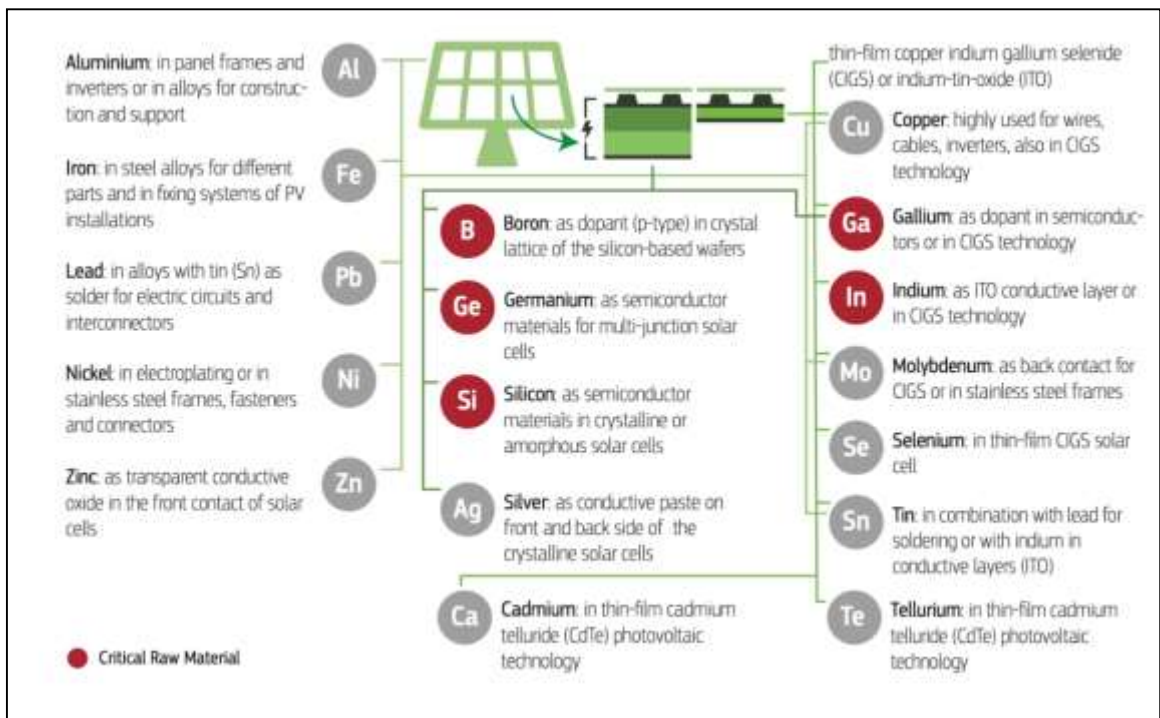 Aluminium: in panel frames and
inverters or in alloys for construc-
tion and support
Al
Iron: in steel alloys for different
parts and in fixing systems of PV
installations
Fe
Lead: in alloys with tin (Sn) as
solder for electric circuits and
interconnectors
Pb
Nickel: in electroplating or in
stainless steel frames, fasteners
and connectors
Ni
Zinc: as transparent conductive
oxide in the front contact of solar
cells
Zn
B
Boron: as dopant (p-type) in crystal
lattice of the silicon-based wafers
Ge
Germanium: as semiconductor
materials for multi-junction solar
cells
Si
Silicon: as semiconductor
materials in crystalline or
amorphous solar cells
Ag
Silver: as conductive paste on
front and back side of the
crystalline solar cells
Ca
Cadmium: in thin-film cadmium
telluride (CdTe) photovoltaic
technology
thin-film copper indium gallium selenide
(CIGS) or indium-tin-oxide (ITO)
Cu
Copper: highly used for wires,
cables, inverters, also in CIGS
technology
Ga
Gallium: as dopant in semiconduc-
tors or in CIGS technology
In
Indium: as ITO conductive layer or
in CIGS technology
Mo
Molybdenum: as back contact for
CIGS or in stainless steel frames
Se
Selenium: in thin-film CIGS solar
cell
Sn
Tin: in combination with lead for
soldering or with indium in
conductive layers (ITO)
Te
Tellurium: in thin-film cadmium
telluride (CdTe) photovoltaic
technology
Critical Raw Material